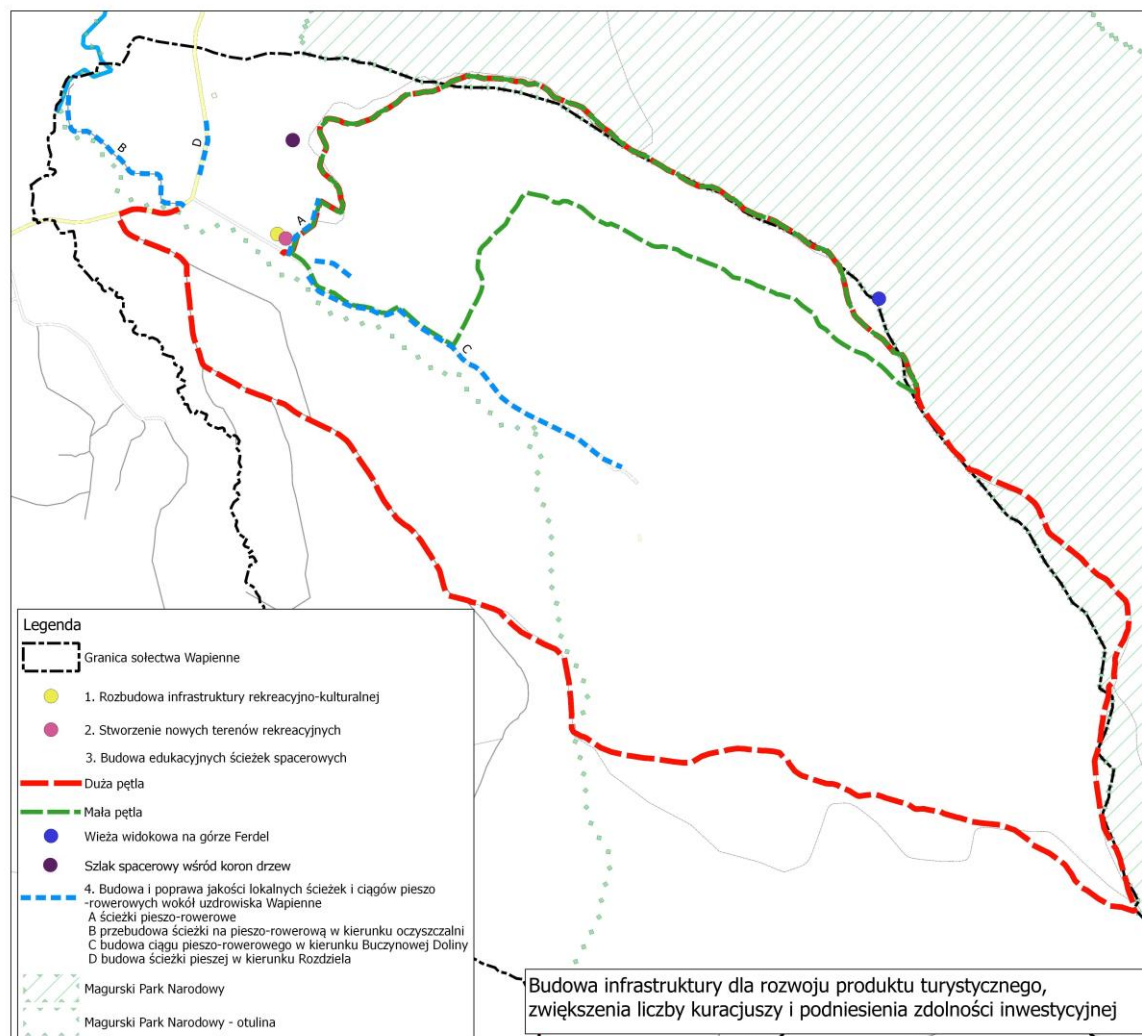 B
D
A
C
Legenda
Granica sołectwa Wapienne
1. Rozbudowa infrastruktury rekreacyjno-kulturalnej
2. Stworzenie nowych terenów rekreacyjnych
3. Budowa edukacyjnych ścieżek spacerowych
Duża pętla
Mała pętla
Wieża widokowa na górze Ferdel
Szlak spacerowy wśród koron drzew
4. Budowa i poprawa jakości lokalnych ścieżek i ciągów pieszo
-rowerowych wokół uzdrowiska Wapienne
A ścieżki pieszo-rowerowe
B przebudowa ścieżki na pieszo-rowerową w kierunku oczyszczalni
C budowa ciągu pieszo-rowerowego w kierunku Buczynowej Doliny
D budowa ścieżki pieszej w kierunku Rozdziela
Magurski Park Narodowy
Magurski Park Narodowy - otulina
Budowa infrastruktury dla rozwoju produktu turystycznego,
zwiększenia liczby kuracjuszy i podniesienia zdolności inwestycyjnej